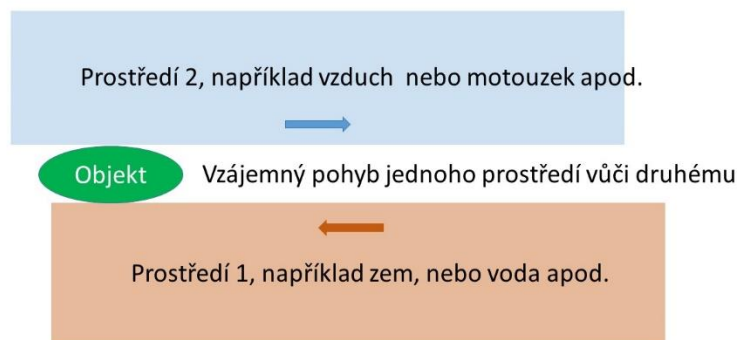 Prostředí 2, například vzduch nebo motouzek apod.
Objekt
Vzájemný pohyb jednoho prostředí vůči druhému
Prostředí 1, například zem, nebo voda apod.